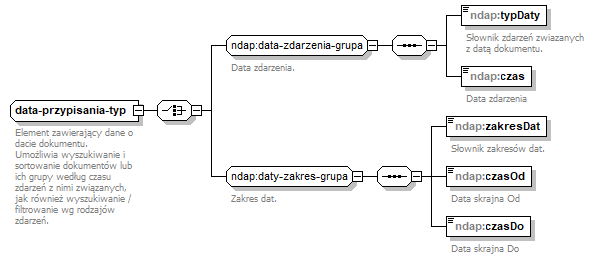 data-przypisania-typ
Element zawierający dane o
dacie dokumentu.
Umożliwia wyszukiwanie i
sortowanie dokumentów lub
ich grupy według czasu
zdarzeń z nimi związanych,
jak również wyszukiwanie /
filtrowanie wg rodzajów
zdarzeń.
ndap:data-zdarzenia-grupa
Data zdarzenia.
ndap:typDaty
Słownik zdarzeń zwiazanych
z datą dokumentu.
ndap:czas
Data zdarzenia
ndap:daty-zakres-grupa
Zakres dat.
ndap:zakresDat
Słownik zakresów dat.
ndap:czasOd
Data skrajna Od
ndap:czasDo
Data skrajna Do